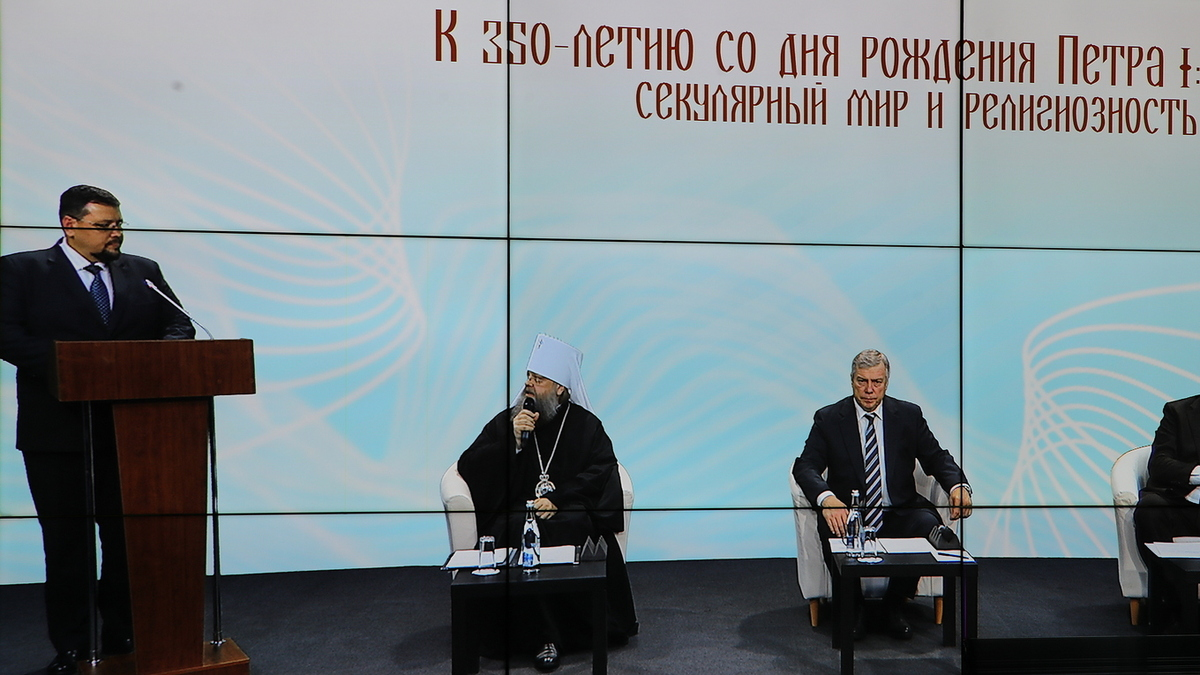 К 350-летию со дня рождения Петра I:
секулярный мир и религиозность